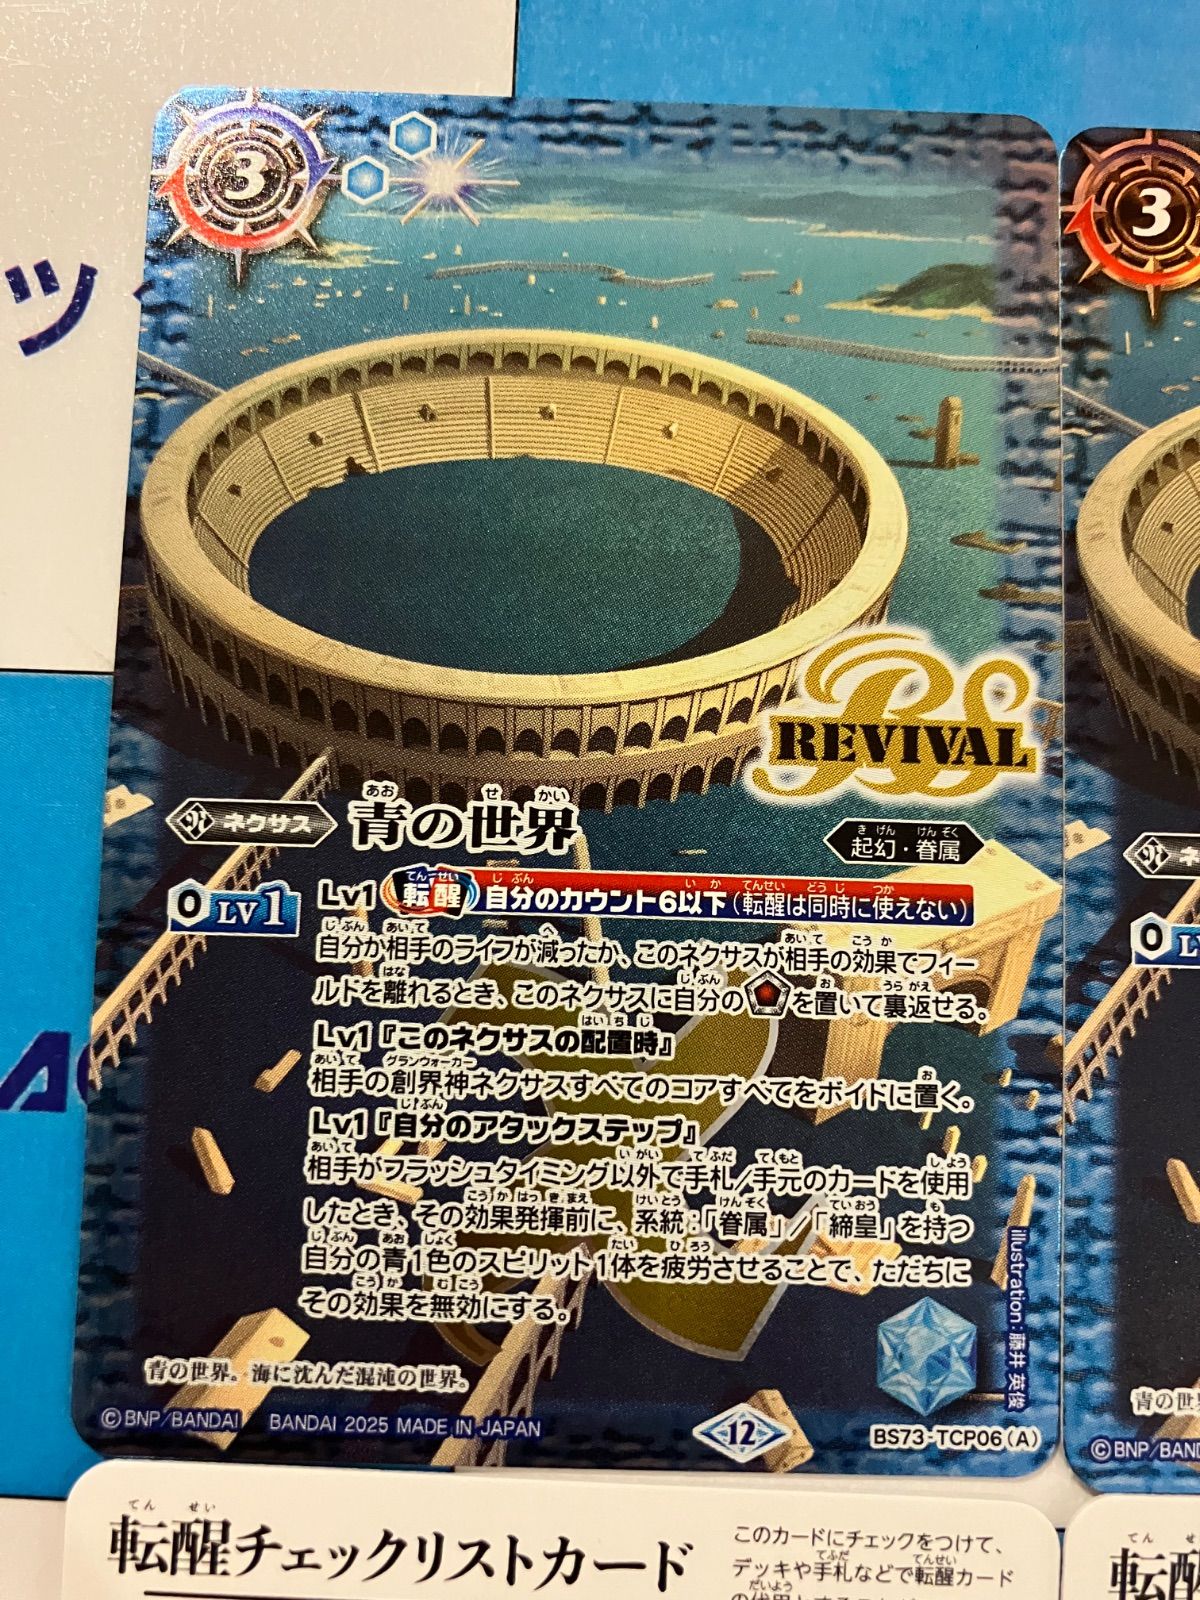 ック
3
3
REVIVAL
ネクサス
青の世界
起幻・眷属
0 LV1
Lv1 転醒 自分のカウント6以下(転醒は同時に使えない)
自分か相手のライフが減ったか、このネクサスが相手の効果でフィー
ルドを離れるとき、このネクサスに自分の を置いて裏返せる。
Lv1『このネクサスの配置時』
相手の創界神ネクサスすべてのコアすべてをボイドに置く。
Lv1『自分のアタックステップ』
相手がフラッシュタイミング以外で手札/手元のカードを使用
したとき、その効果発揮前に、系統:「眷属」/「締皇」を持つ
自分の青1色のスピリット1体を疲労させることで、ただちに
その効果を無効にする。
青の世界。海に沈んだ混沌の世界。
Illustration:藤井 英俊
©BNP/BANDAI BANDAI 2025 MADE IN JAPAN
12
BS73-TCP06(A)
0 LV
青の世
©BNP/BAND
転醒チェックリストカード
このカードにチェックをつけて、
デッキや手札などで転醒カード
転醒